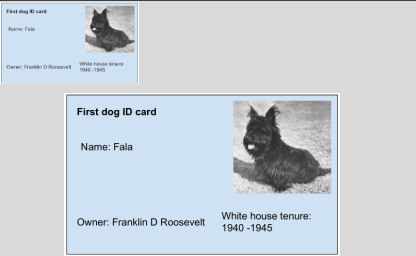 First dog ID card
Name: Fala
Owner: Franklin D Roosevelt
White house tenure:
1940 -1945
First dog ID card
Name: Fala
Owner: Franklin D Roosevelt
White house tenure:
1940 -1945